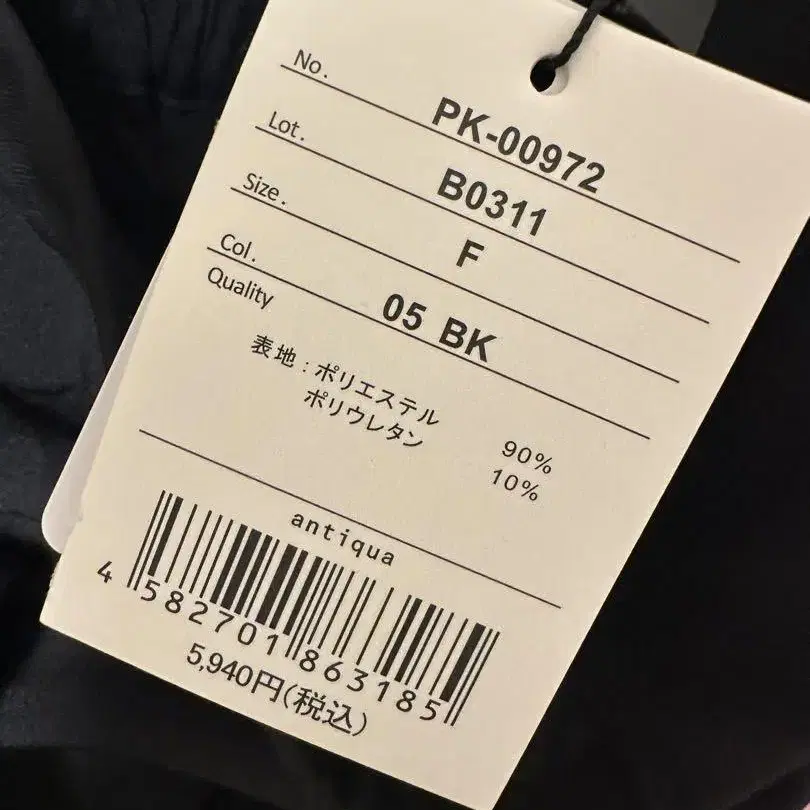 No. PK-00972
Lot. B0311
Size. F
Col. 05 BK
Quality
表地：ポリエステル 90%
ポリウレタン 10%
antiqua
4 582701 863185
5,940円(税込)